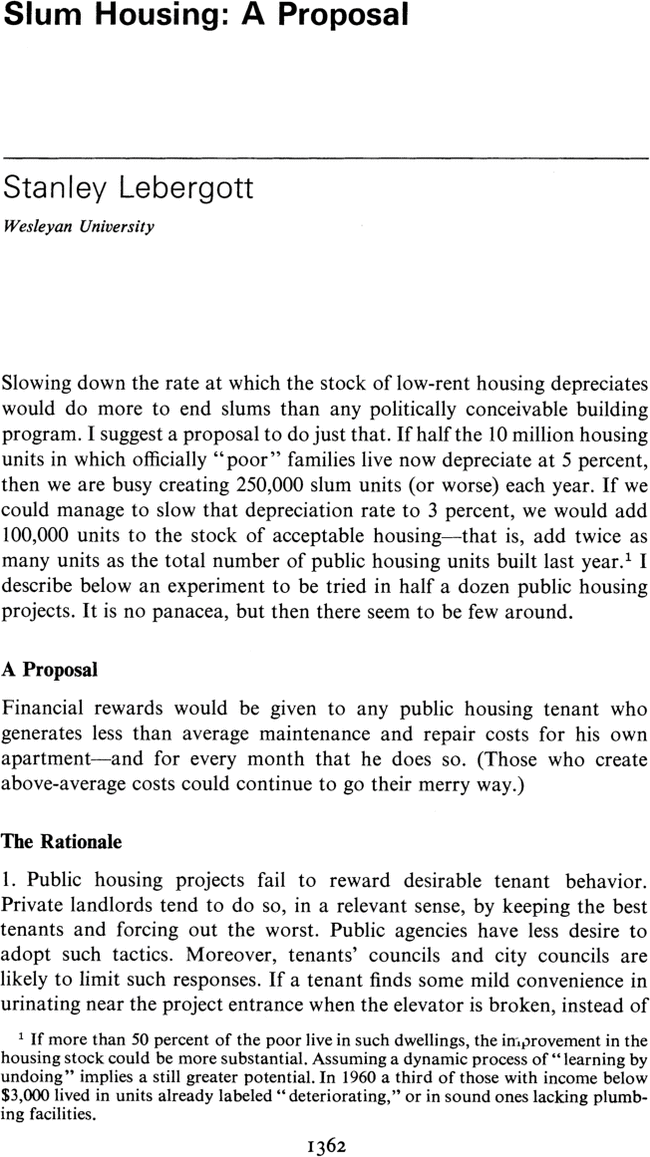 Slum Housing: A Proposal
Stanley Lebergott
Wesleyan University
Slowing down the rate at which the stock of low-rent housing depreciates
would do more to end slums than any politically conceivable building
program. I suggest a proposal to do just that. If half the 10 million housing
units in which officially “poor” families live now depreciate at 5 percent,
then we are busy creating 250,000 slum units (or worse) each year. If we
could manage to slow that depreciation rate to 3 percent, we would add
100,000 units to the stock of acceptable housing—that is, add twice as
many units as the total number of public housing units built last year.¹ I
describe below an experiment to be tried in half a dozen public housing
projects. It is no panacea, but then there seem to be few around.
A Proposal
Financial rewards would be given to any public housing tenant who
generates less than average maintenance and repair costs for his own
apartment—and for every month that he does so. (Those who create
above-average costs could continue to go their merry way.)
The Rationale
1. Public housing projects fail to reward desirable tenant behavior.
Private landlords tend to do so, in a relevant sense, by keeping the best
tenants and forcing out the worst. Public agencies have less desire to
adopt such tactics. Moreover, tenants’ councils and city councils are
likely to limit such responses. If a tenant finds some mild convenience in
urinating near the project entrance when the elevator is broken, instead of
¹ If more than 50 percent of the poor live in such dwellings, the improvement in the
housing stock could be more substantial. Assuming a dynamic process of “learning by
undoing” implies a still greater potential. In 1960 a third of those with income below
$3,000 lived in units already labeled “deteriorating,” or in sound ones lacking plumb-
ing facilities.
1362